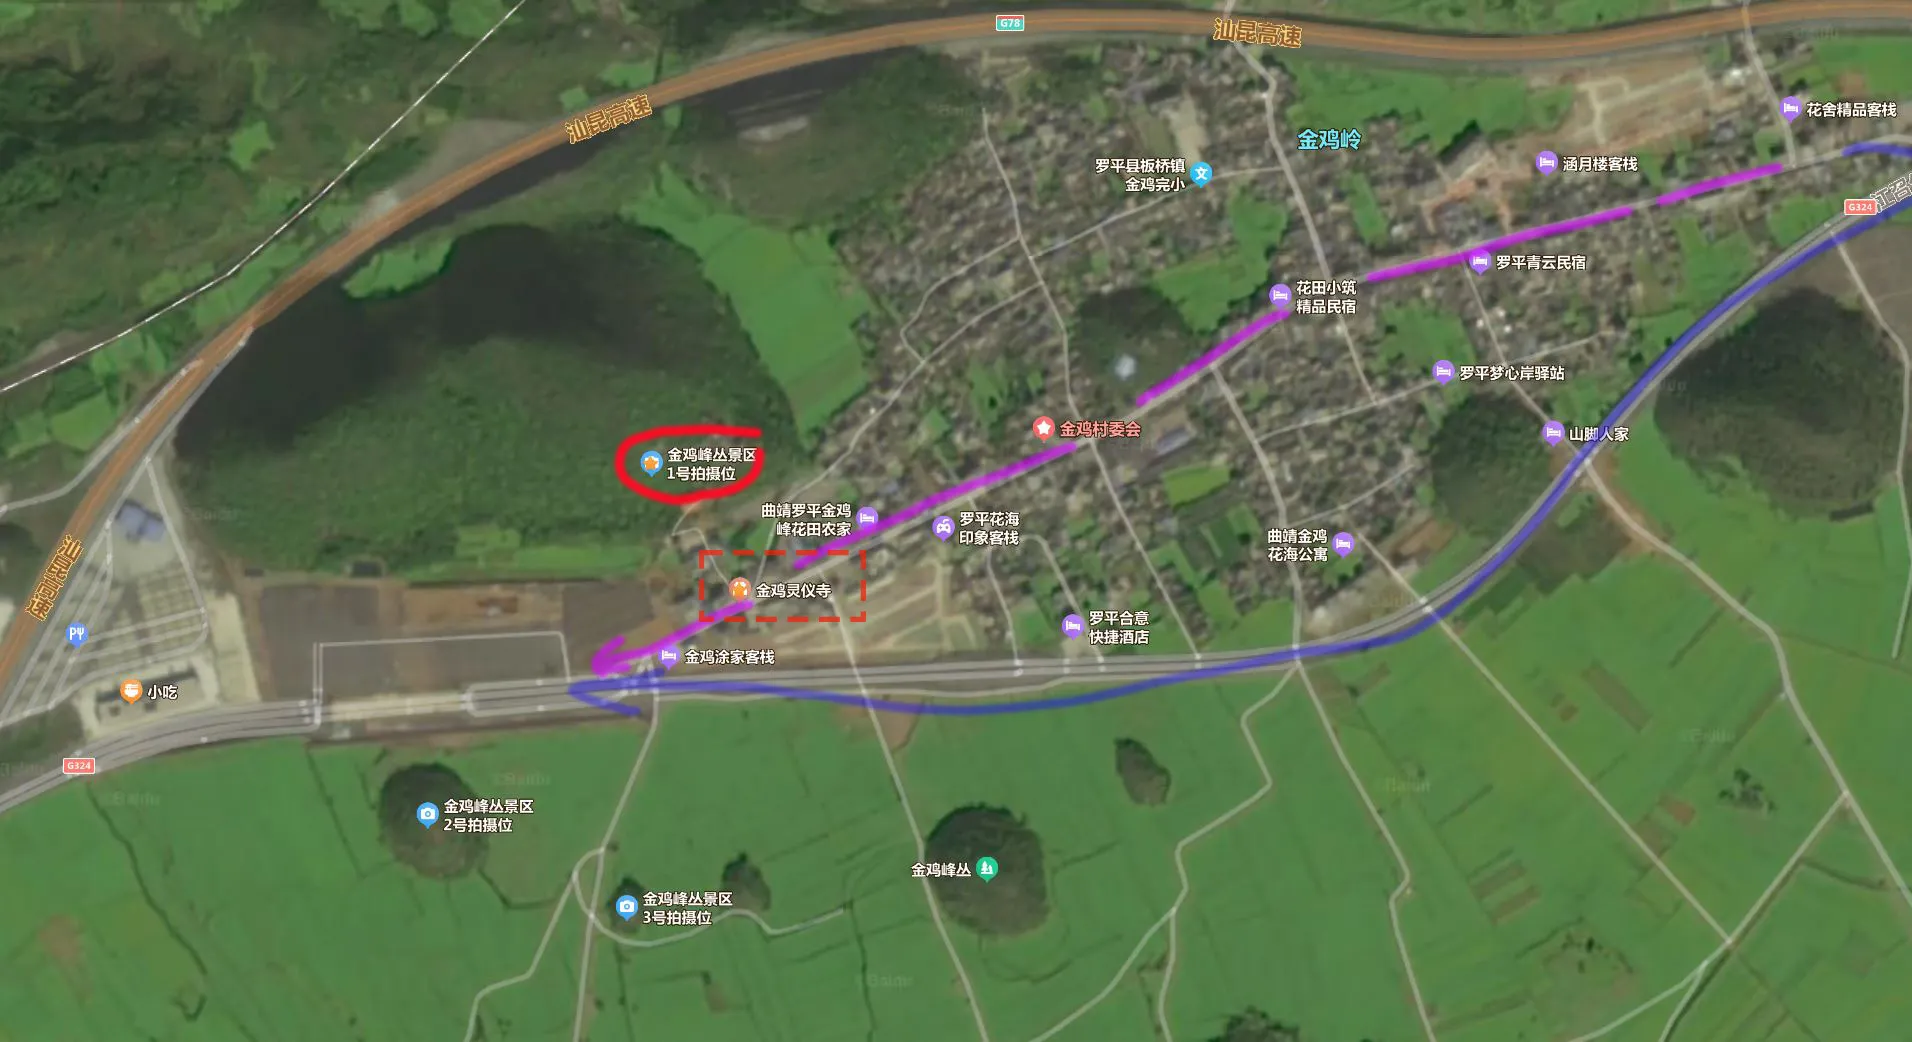 G78
汕昆高速
汕昆高速
花舍精品客栈
金鸡岭
涵月楼客栈
罗平县板桥镇
金鸡完小
G324
罗平青云民宿
花田小筑
精品民宿
罗平梦心岸驿站
金鸡村委会
山脚人家
金鸡峰丛景区
1号拍摄位
曲靖罗平金鸡
峰花田农家
罗平花海
印象客栈
曲靖金鸡
花海公寓
汕昆高速
金鸡灵仪寺
罗平合意
快捷酒店
金鸡涂家客栈
小吃
G324
金鸡峰丛景区
2号拍摄位
金鸡峰丛
金鸡峰丛景区
3号拍摄位